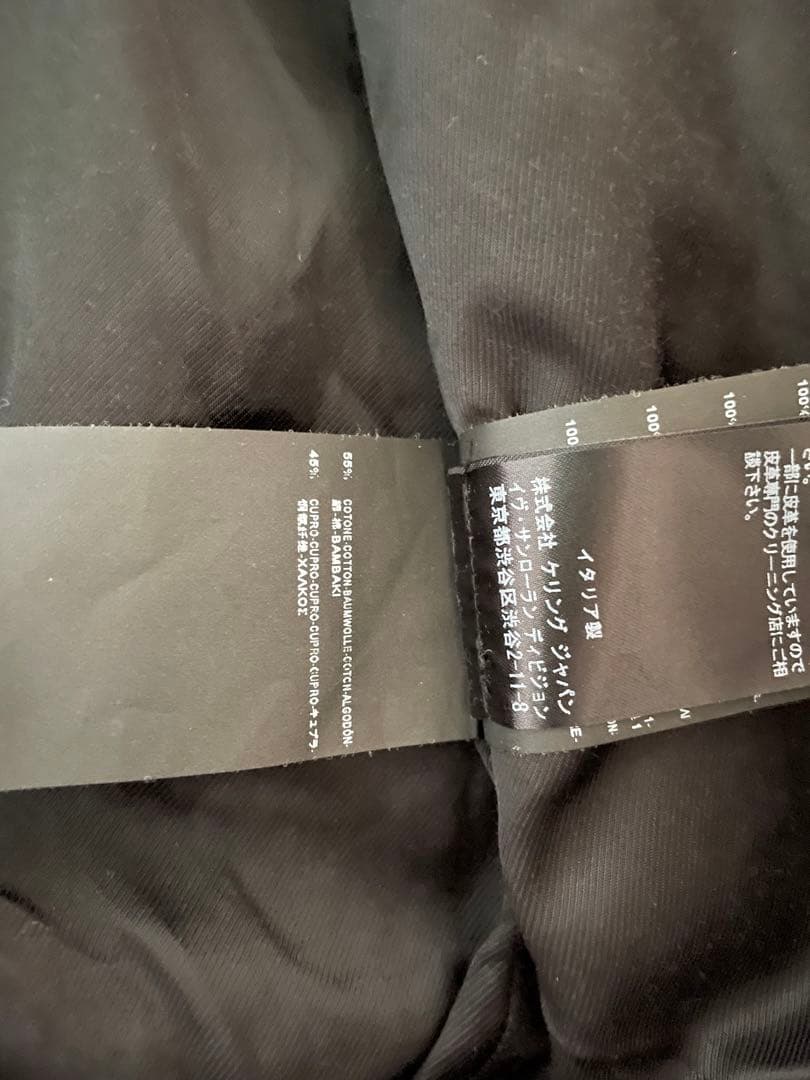 55% COTONE-COTTON-BAUMWOLLE-COTON-ALGODÓN-
棉-BAMBAKI
45% CUPRO-CUPRO-CUPRO-CUPRO-CUPRO-キュプラ-
铜氨纤维-ΧΑΛΚΟΣ
100
100
100%
100%
さい。
一部に皮革を使用していますので
皮革専門のクリーニング店にご相
談下さい。
イタリア製
株式会社 ケリング ジャパン
イヴ・サンローラン ディビジョン
東京都渋谷区渋谷2-11-8